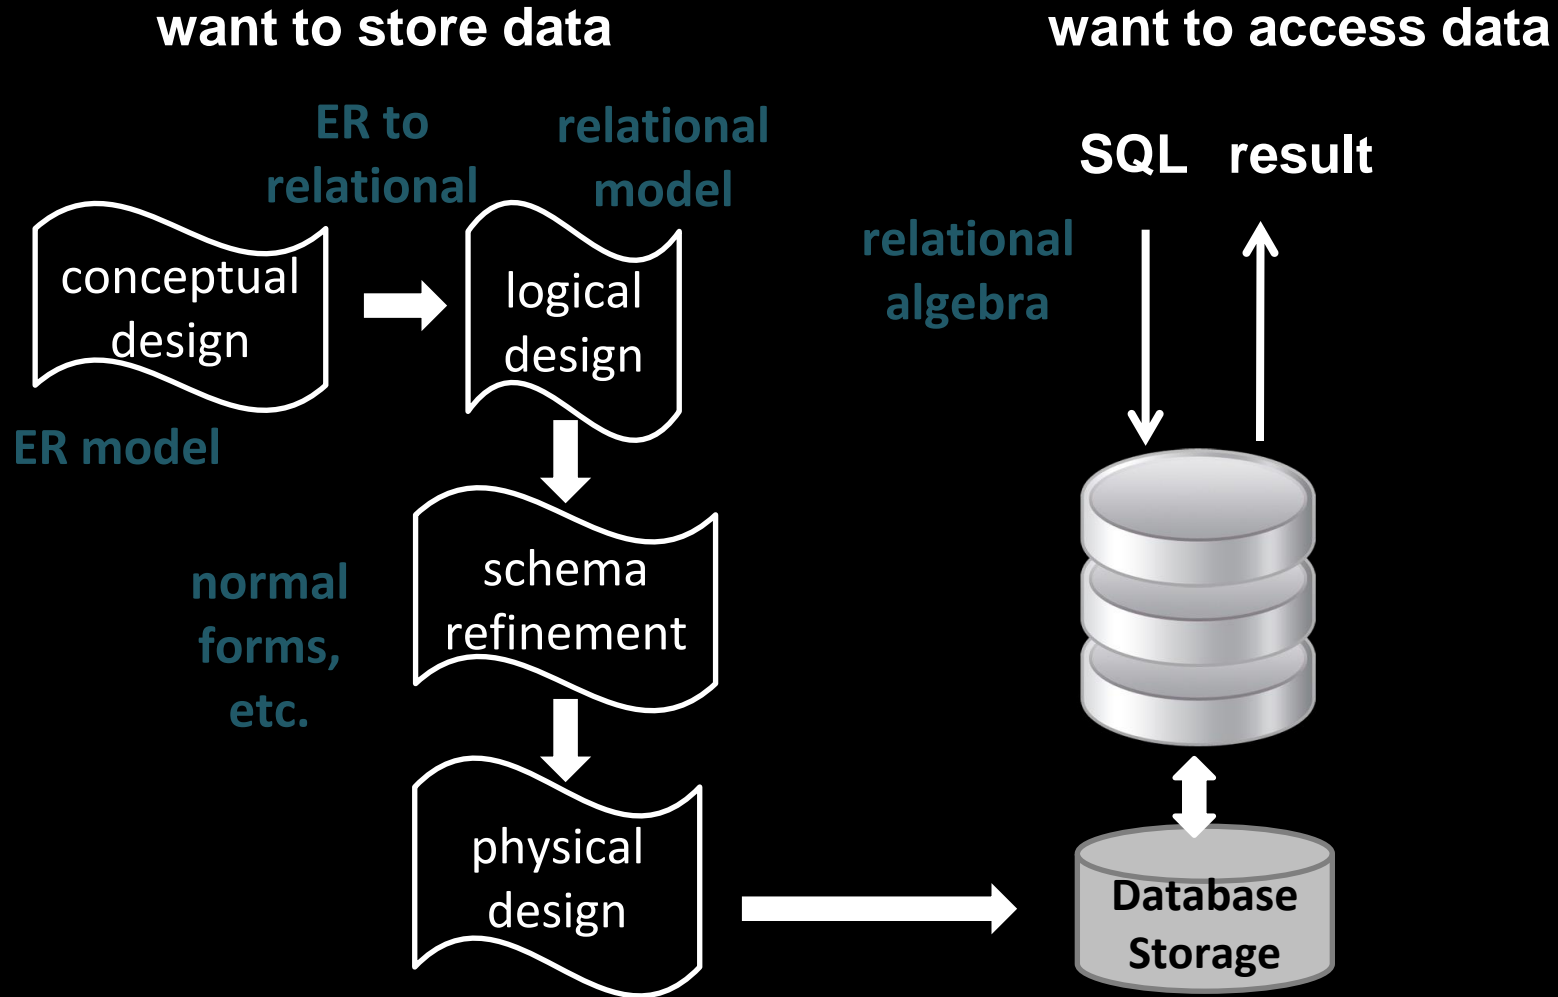 want to store data
want to access data
ER to
relational
relational
model
SQL result
relational
algebra
conceptual
design
logical
design
ER model
schema
refinement
normal
forms,
etc.
physical
design
Database
Storage